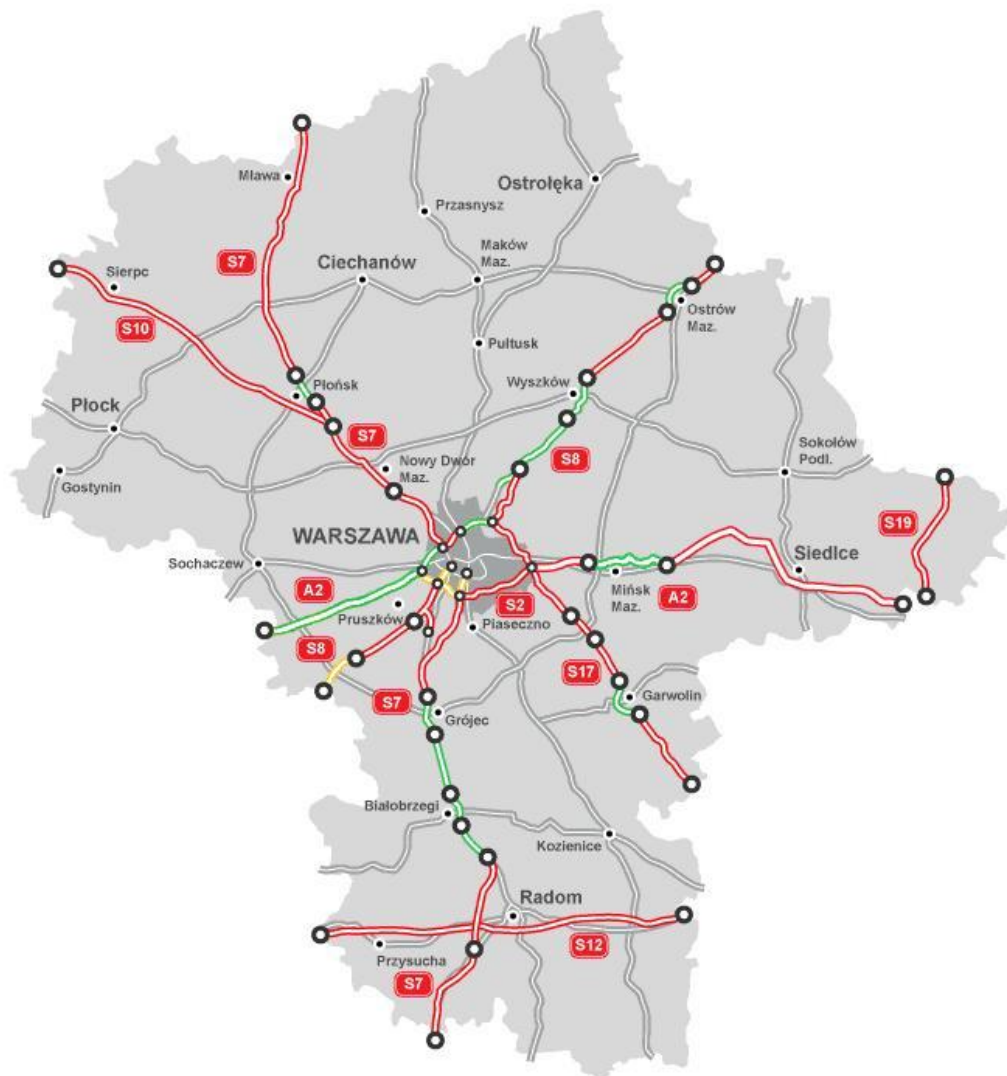 Mława
Ostrołęka
Przasnysz
S7
Sierpc
Ciechanów
Maków
Maz.
S10
Ostrów
Maz.
Pułtusk
Płońsk
Wyszków
Płock
S7
S8
Sokołów
Podl.
Gostynin
Nowy Dwór
Maz.
S19
WARSZAWA
Siedlce
Sochaczew
A2
Mińsk
Maz.
A2
S2
Pruszków
Piaseczno
S8
S17
S7
Garwolin
Grójec
Białobrzegi
Kozienice
Radom
S12
Przysucha
S7